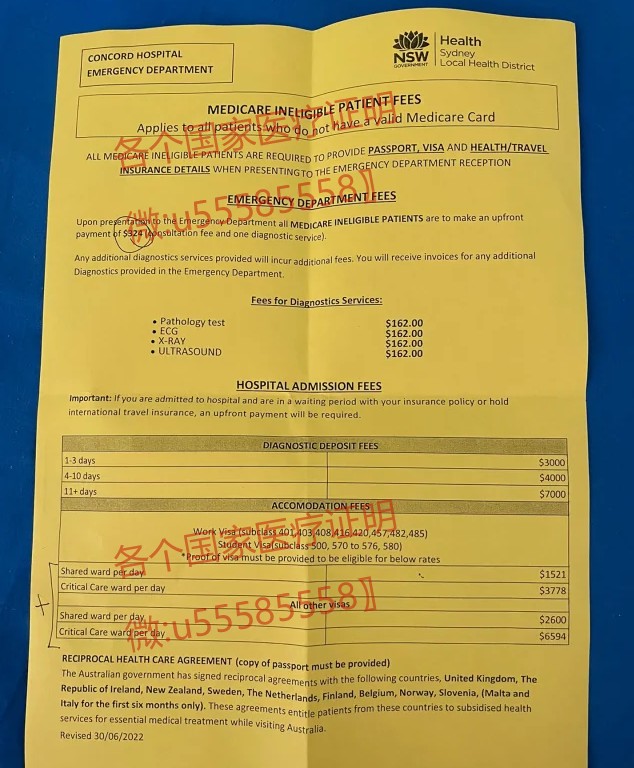 CONCORD HOSPITAL
EMERGENCY DEPARTMENT
NSW
GOVERNMENT
Health
Sydney
Local Health District
MEDICARE INELIGIBLE PATIENT FEES
Applies to all patients who do not have a valid Medicare Card
各个国家医疗证明
ALL MEDICARE INELIGIBLE PATIENTS ARE REQUIRED TO PROVIDE PASSPORT, VISA AND HEALTH/TRAVEL
INSURANCE DETAILS WHEN PRESENTING TO THE EMERGENCY DEPARTMENT RECEPTION
微:u55585558】
EMERGENCY DEPARTMENT FEES
Upon presentation to the Emergency Department all MEDICARE INELIGIBLE PATIENTS are to make an upfront
payment of $324 (consultation fee and one diagnostic service).
Any additional diagnostics services provided will incur additional fees. You will receive invoices for any additional
Diagnostics provided in the Emergency Department.
Fees for Diagnostics Services:
• Pathology test $162.00
• ECG $162.00
• X-RAY $162.00
• ULTRASOUND $162.00
HOSPITAL ADMISSION FEES
Important: If you are admitted to hospital and are in a waiting period with your insurance policy or hold
international travel insurance, an upfront payment will be required.
DIAGNOSTIC DEPOSIT FEES
1-3 days $3000
4-10 days $4000
11+ days $7000
ACCOMODATION FEES
Work Visa (subclass 401,403,408,416,420,457,482,485)
Student Visa(subclass 500, 570 to 576, 580)
*Proof of visa must be provided to be eligible for below rates
各个国家医疗证明
Shared ward per day $1521
Critical Care ward per day $3778
All other visas
微:u55585558】
Shared ward per day $2600
Critical Care ward per day $6594
RECIPROCAL HEALTH CARE AGREEMENT (copy of passport must be provided)
The Australian government has signed reciprocal agreements with the following countries, United Kingdom, The
Republic of Ireland, New Zealand, Sweden, The Netherlands, Finland, Belgium, Norway, Slovenia, (Malta and
Italy for the first six months only). These agreements entitle patients from these countries to subsidised health
services for essential medical treatment while visiting Australia.
Revised 30/06/2022